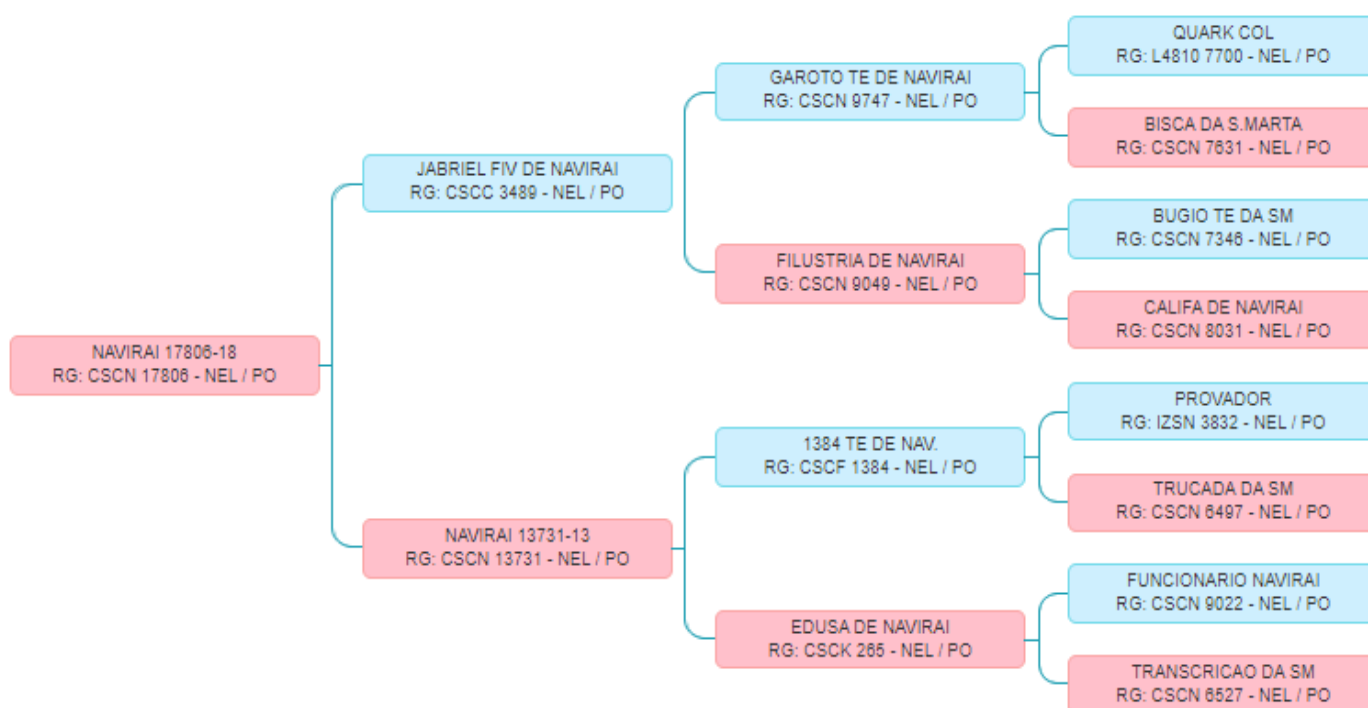 QUARK COL
RG: L4810 7700 - NEL / PO
GAROTO TE DE NAVIRAI
RG: CSCN 9747 - NEL / PO
BISCA DA S.MARTA
RG: CSCN 7631 - NEL / PO
JABRIEL FIV DE NAVIRAI
RG: CSCC 3489 - NEL / PO
BUGIO TE DA SM
RG: CSCN 7346 - NEL / PO
FILUSTRIA DE NAVIRAI
RG: CSCN 9049 - NEL / PO
CALIFA DE NAVIRAI
RG: CSCN 8031 - NEL / PO
NAVIRAI 17806-18
RG: CSCN 17806 - NEL / PO
PROVADOR
RG: IZSN 3832 - NEL / PO
1384 TE DE NAV.
RG: CSCF 1384 - NEL / PO
TRUCADA DA SM
RG: CSCN 6497 - NEL / PO
NAVIRAI 13731-13
RG: CSCN 13731 - NEL / PO
FUNCIONARIO NAVIRAI
RG: CSCN 9022 - NEL / PO
EDUSA DE NAVIRAI
RG: CSCK 265 - NEL / PO
TRANSCRICAO DA SM
RG: CSCN 6527 - NEL / PO